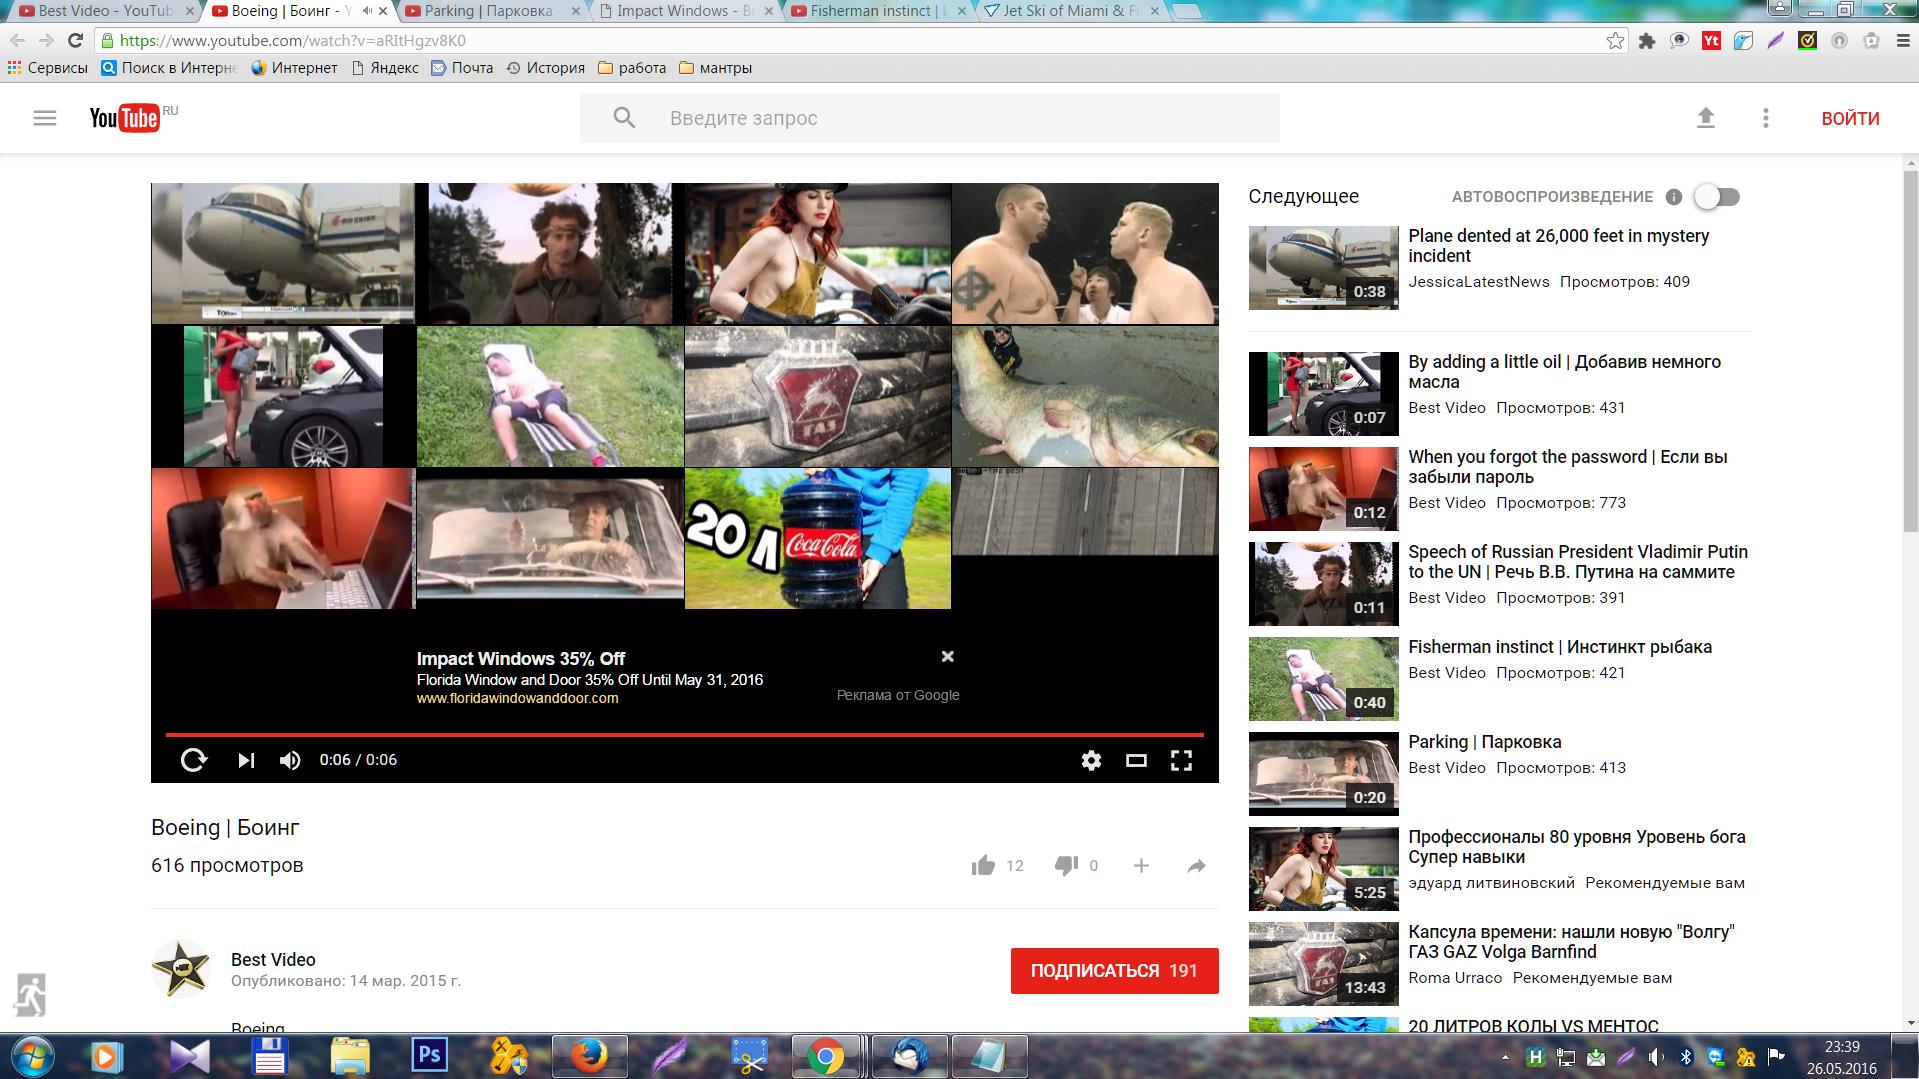 Best Video - YouTube
Boeing | Боинг - Y
Parking | Парковка -
Impact Windows - B
Fisherman instinct | И
Jet Ski of Miami & Fi
https://www.youtube.com/watch?v=aRItHgzv8K0
Сервисы
Поиск в Интерне
Интернет
Яндекс
Почта
История
работа
мантры
YouTube RU
Введите запрос
ВОЙТИ
AIR CHINA
ГАЗ
20 Л
Coca-Cola
Impact Windows 35% Off
Florida Window and Door 35% Off Until May 31, 2016
www.floridawindowanddoor.com
Реклама от Google
0:06 / 0:06
Boeing | Боинг
616 просмотров
12
0
Best Video
Опубликовано: 14 мар. 2015 г.
ПОДПИСАТЬСЯ 191
Boeing
Следующее
АВТОВОСПРОИЗВЕДЕНИЕ
Plane dented at 26,000 feet in mystery
incident
JessicaLatestNews Просмотров: 409
0:38
By adding a little oil | Добавив немного
масла
Best Video Просмотров: 431
0:07
When you forgot the password | Если вы
забыли пароль
Best Video Просмотров: 773
0:12
Speech of Russian President Vladimir Putin
to the UN | Речь В.В. Путина на саммите
Best Video Просмотров: 391
0:11
Fisherman instinct | Инстинкт рыбака
Best Video Просмотров: 421
0:40
Parking | Парковка
Best Video Просмотров: 413
0:20
Профессионалы 80 уровня Уровень бога
Супер навыки
эдуард литвиновский Рекомендуемые вам
5:25
Капсула времени: нашли новую "Волгу"
ГАЗ GAZ Volga Barnfind
Roma Urraco Рекомендуемые вам
13:43
20 ЛИТРОВ КОЛЫ VS МЕНТОС
Ps
23:39
26.05.2016